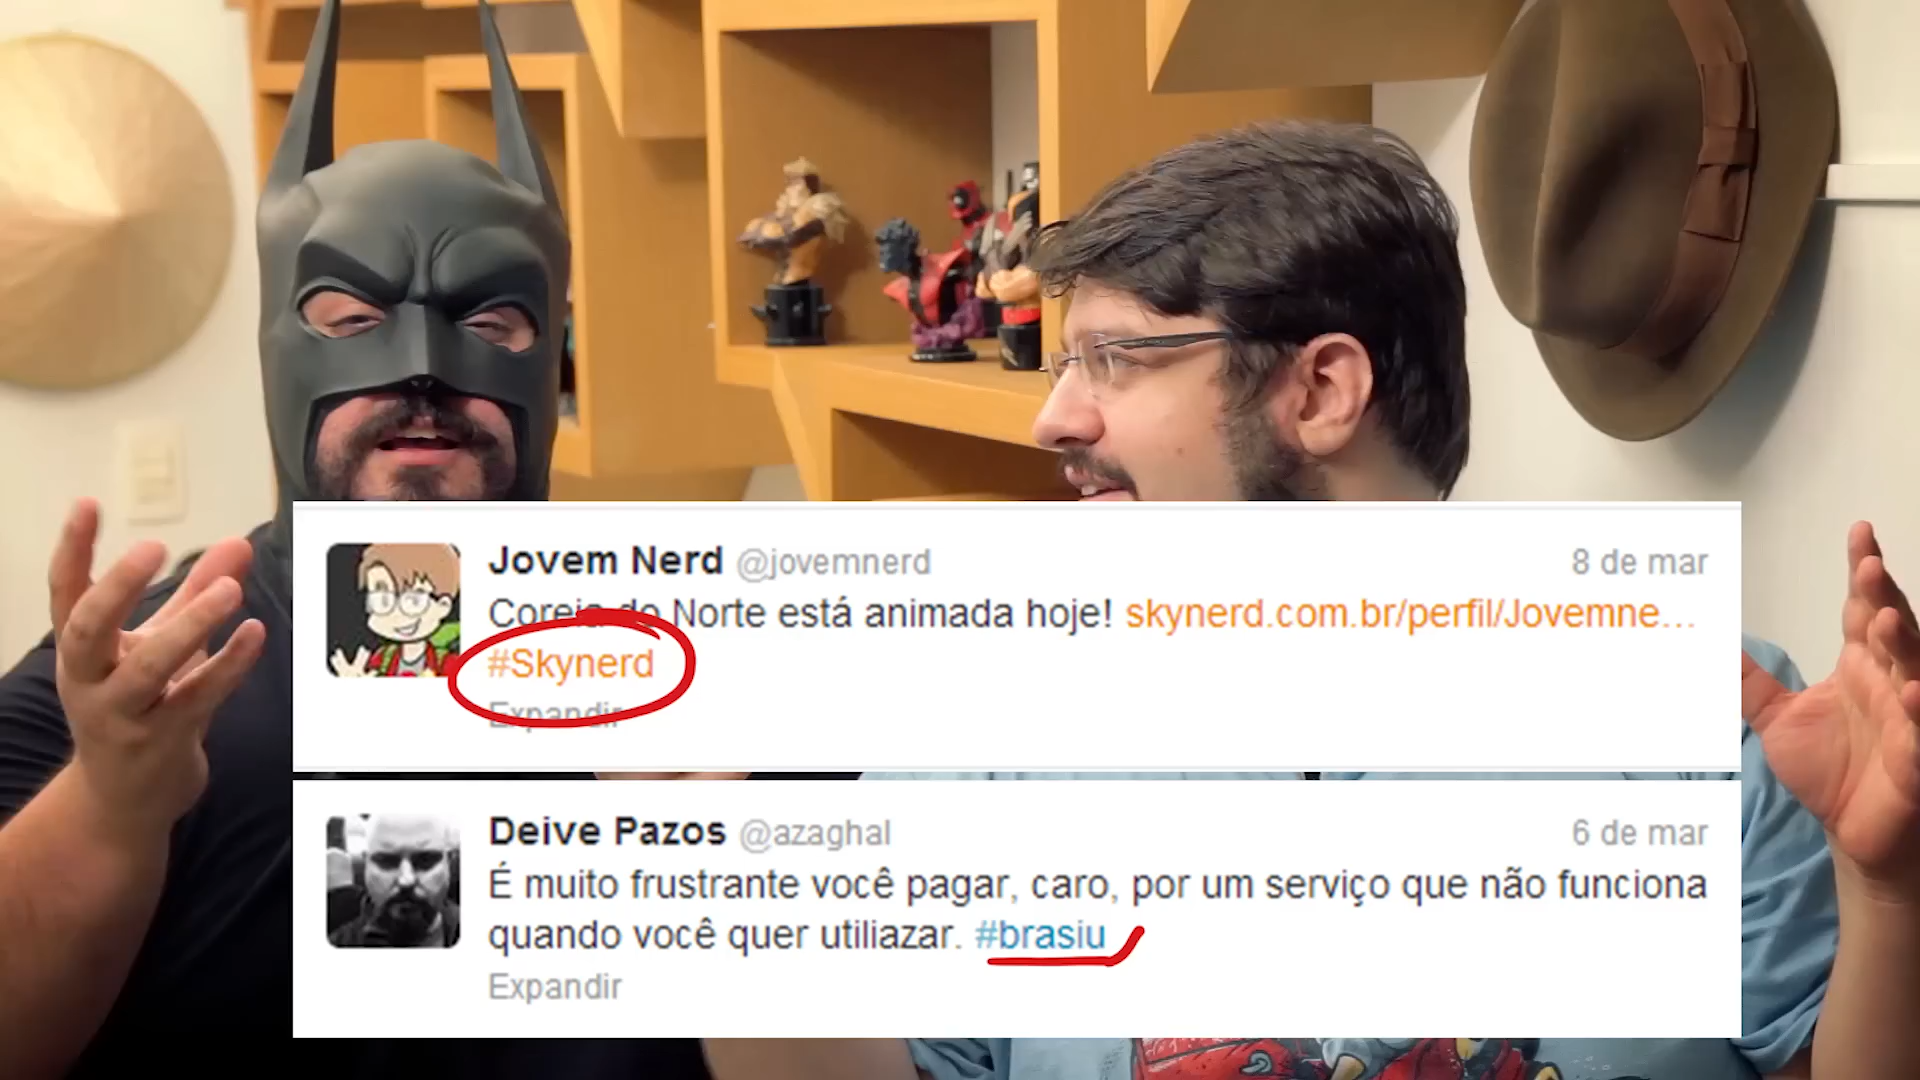 Jovem Nerd @jovemnerd 8 de mar
Coreia do Norte está animada hoje! skynerd.com.br/perfil/Jovemne...
#Skynerd
Expandir
Deive Pazos @azaghal 6 de mar
É muito frustrante você pagar, caro, por um serviço que não funciona
quando você quer utiliazar. #brasiu
Expandir